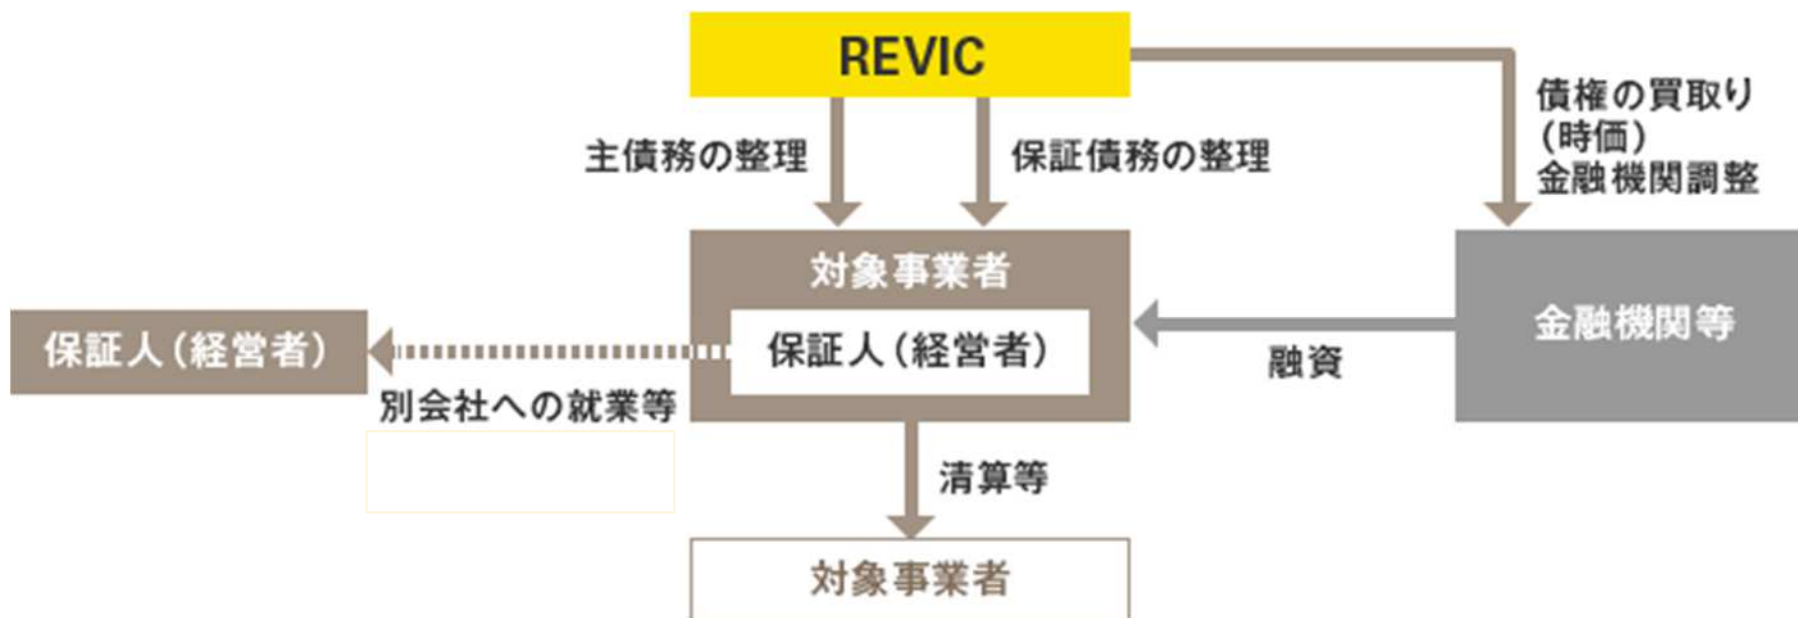 REVIC
債権の買取り
(時価)
金融機関調整
主債務の整理
保証債務の整理
対象事業者
保証人(経営者)
金融機関等
融資
保証人(経営者)
別会社への就業等
清算等
対象事業者